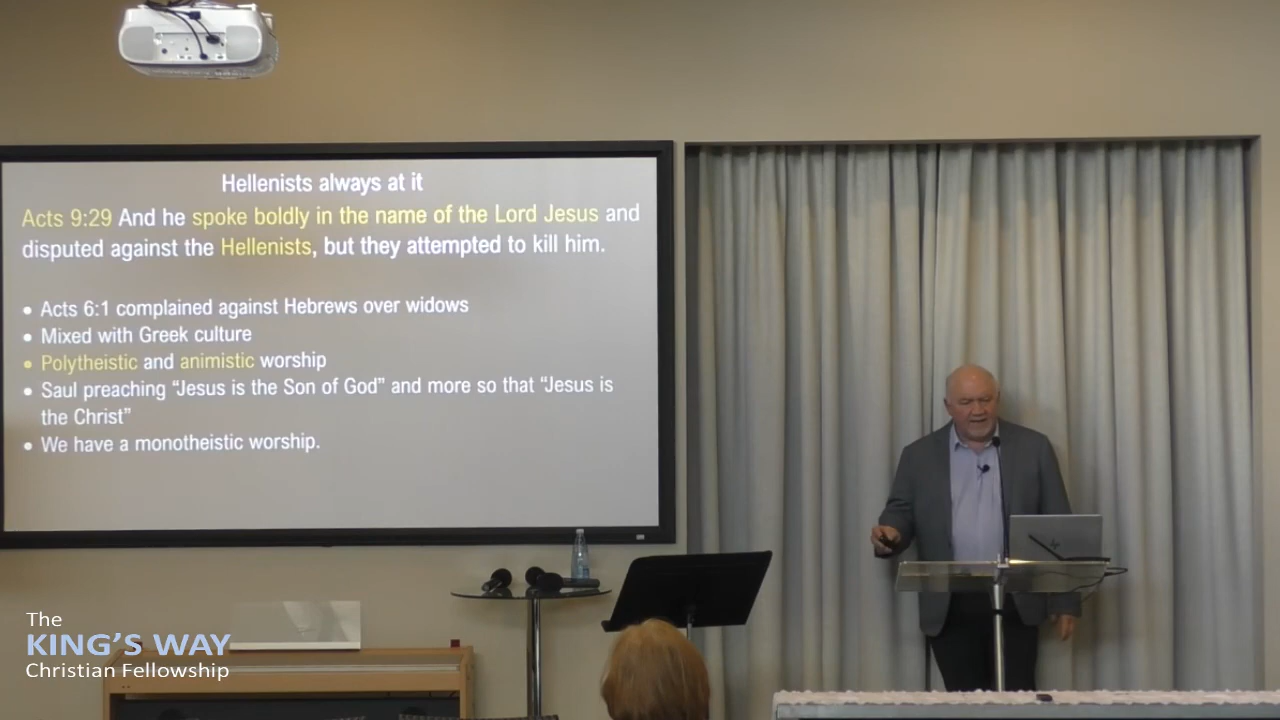 Hellenists always at it
Acts 9:29 And he spoke boldly in the name of the Lord Jesus and
disputed against the Hellenists, but they attempted to kill him.
• Acts 6:1 complained against Hebrews over widows
• Mixed with Greek culture
• Polytheistic and animistic worship
• Saul preaching “Jesus is the Son of God” and more so that “Jesus is
the Christ”
• We have a monotheistic worship.
The
KING'S WAY
Christian Fellowship